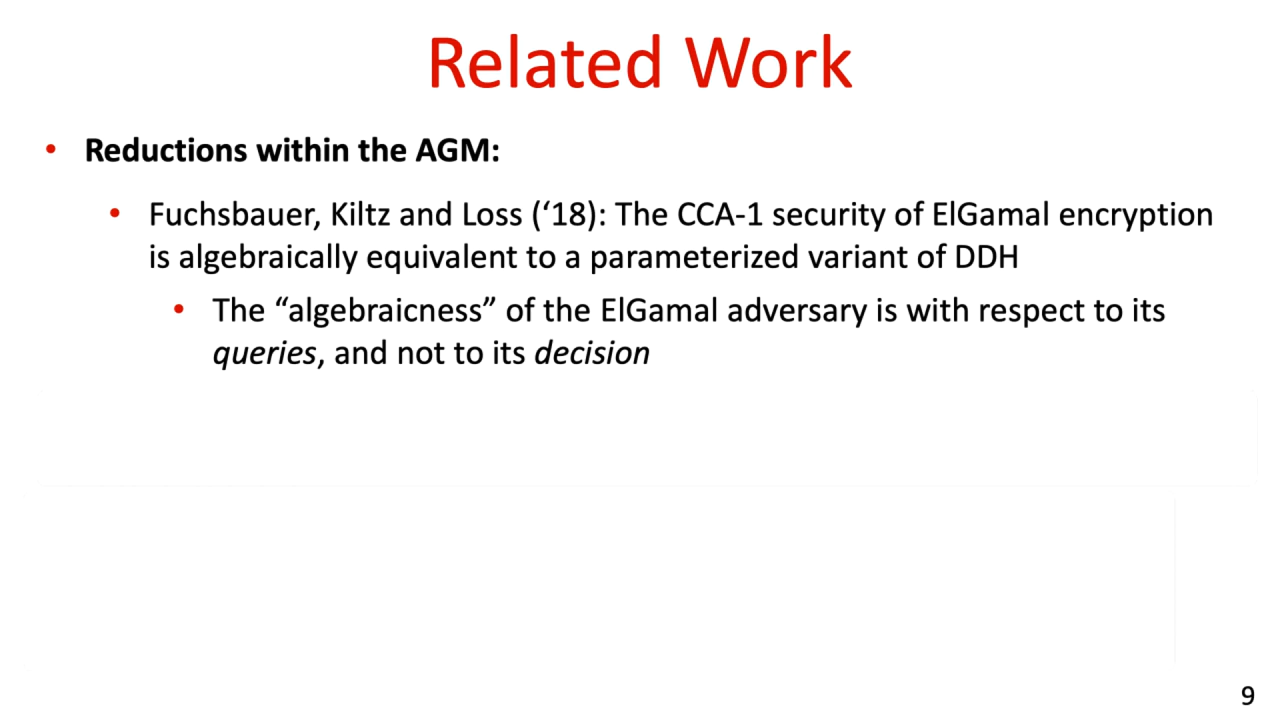 Related Work
• Reductions within the AGM:
• Fuchsbauer, Kiltz and Loss (‘18): The CCA-1 security of ElGamal encryption
is algebraically equivalent to a parameterized variant of DDH
• The “algebraicness” of the ElGamal adversary is with respect to its
queries, and not to its decision
9